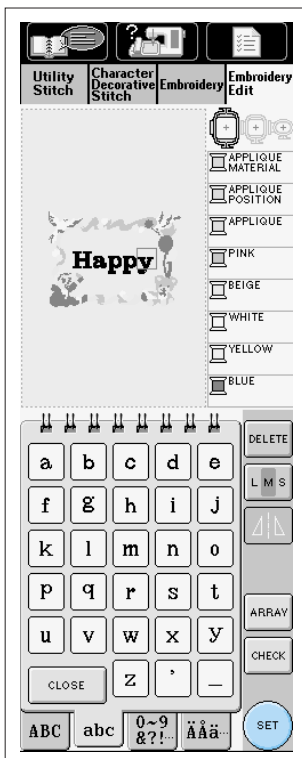 Utility
Stitch
Character
Decorative
Stitch
Embroidery
Embroidery
Edit
APPLIQUE
MATERIAL
APPLIQUE
POSITION
APPLIQUE
PINK
BEIGE
WHITE
YELLOW
BLUE
Happy
DELETE
a b c d e
L M S
f g h i j
k l m n o
p q r s t
ARRAY
u v w x y
CHECK
CLOSE z ’ _
ABC abc 0~9
&?!··· ÄÅä···
SET